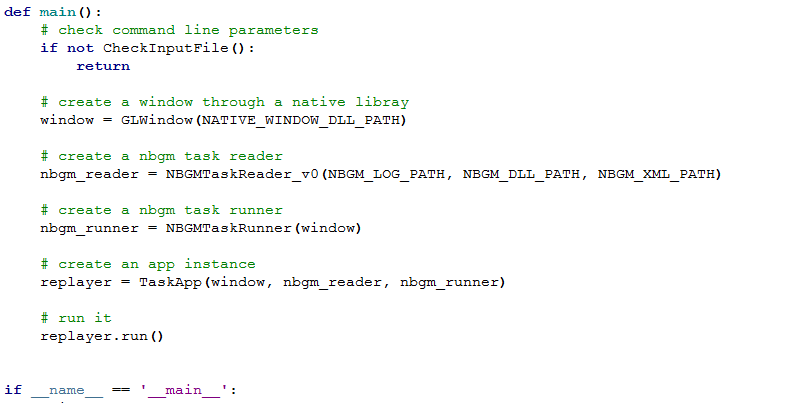 def main():
    # check command line parameters
    if not CheckInputFile():
        return

    # create a window through a native libray
    window = GLWindow(NATIVE_WINDOW_DLL_PATH)

    # create a nbgm task reader
    nbgm_reader = NBGMTaskReader_v0(NBGM_LOG_PATH, NBGM_DLL_PATH, NBGM_XML_PATH)

    # create a nbgm task runner
    nbgm_runner = NBGMTaskRunner(window)

    # create an app instance
    replayer = TaskApp(window, nbgm_reader, nbgm_runner)

    # run it
    replayer.run()


if __name__ == '__main__':